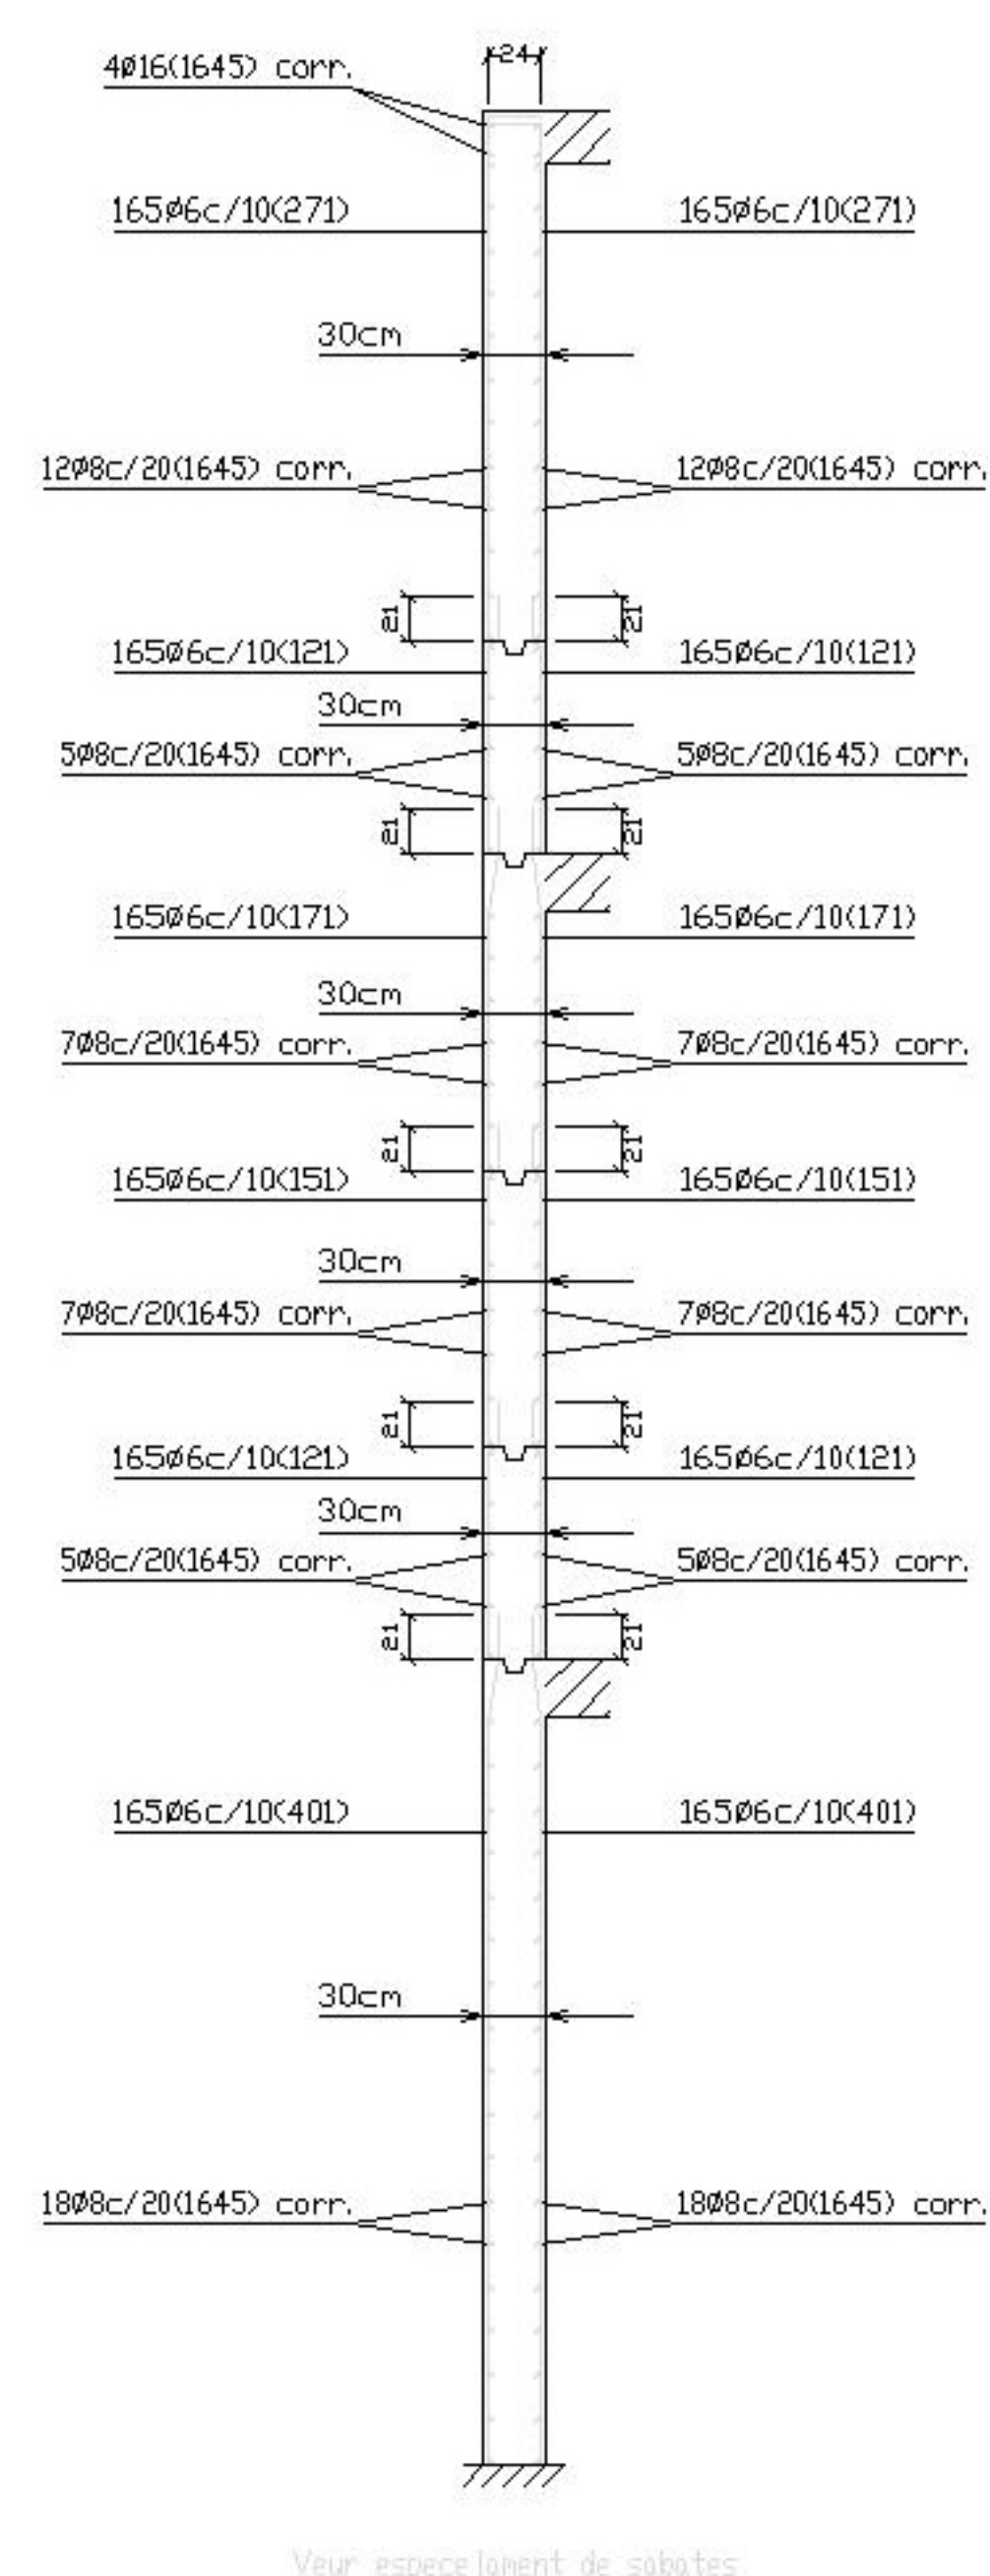 24
4Ø16(1645) corr.
165Ø6c/10(271) 165Ø6c/10(271)
30cm
12Ø8c/20(1645) corr. 12Ø8c/20(1645) corr.
21 21
165Ø6c/10(121) 165Ø6c/10(121)
30cm
5Ø8c/20(1645) corr. 5Ø8c/20(1645) corr.
21 21
165Ø6c/10(171) 165Ø6c/10(171)
30cm
7Ø8c/20(1645) corr. 7Ø8c/20(1645) corr.
21 21
165Ø6c/10(151) 165Ø6c/10(151)
30cm
7Ø8c/20(1645) corr. 7Ø8c/20(1645) corr.
21 21
165Ø6c/10(121) 165Ø6c/10(121)
30cm
5Ø8c/20(1645) corr. 5Ø8c/20(1645) corr.
21 21
165Ø6c/10(401) 165Ø6c/10(401)
30cm
18Ø8c/20(1645) corr. 18Ø8c/20(1645) corr.
Veur especejament de sabates